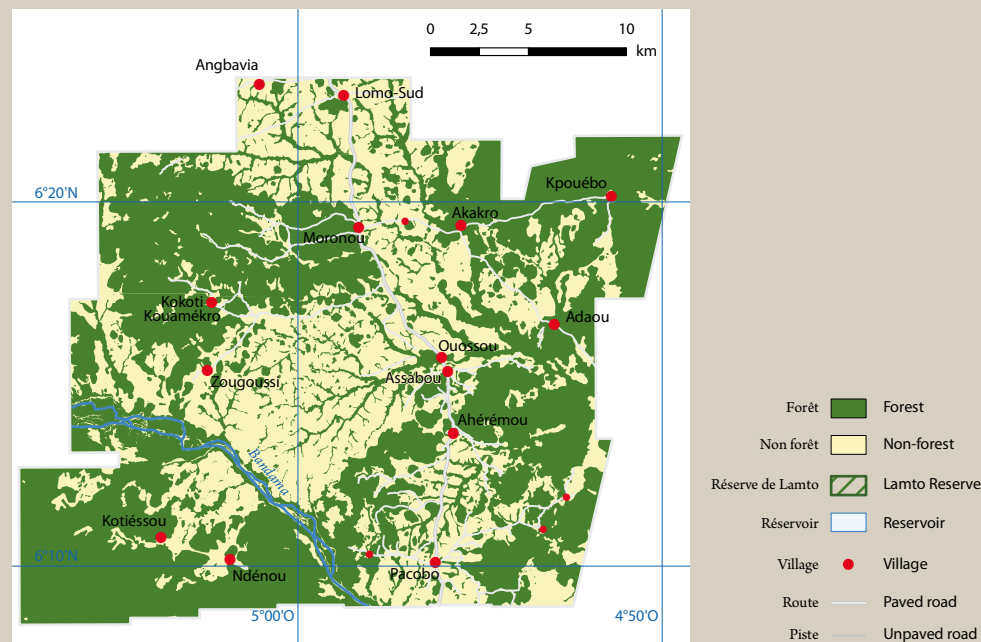 0 2,5 5 10
km
Angbavia
Lomo-Sud
Kpouébo
6°20'N
Akakro
Moronou
Kokoti
Kouamékro
Adaou
Ouossou
Assabou
Zougoussi
Ahérémou
Bandama
Kotiéssou
6°10'N
Ndénou
Pacobo
5°00'O
4°50'O
Forêt Forest
Non forêt Non-forest
Réserve de Lamto Lamto Reserve
Réservoir Reservoir
Village Village
Route Paved road
Piste Unpaved road